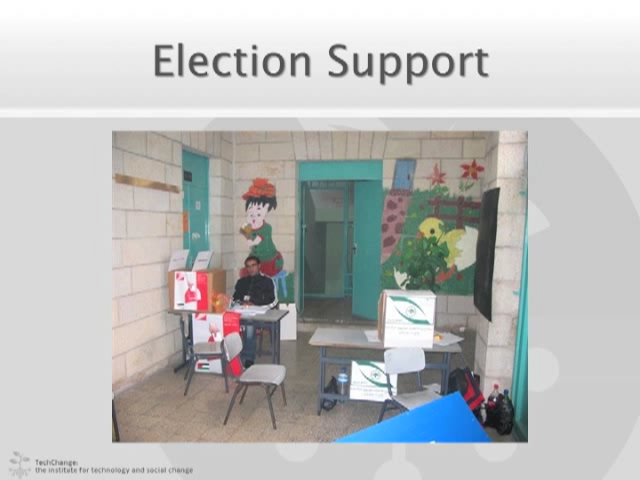 Election Support
TechChange:
the institute for technology and social change